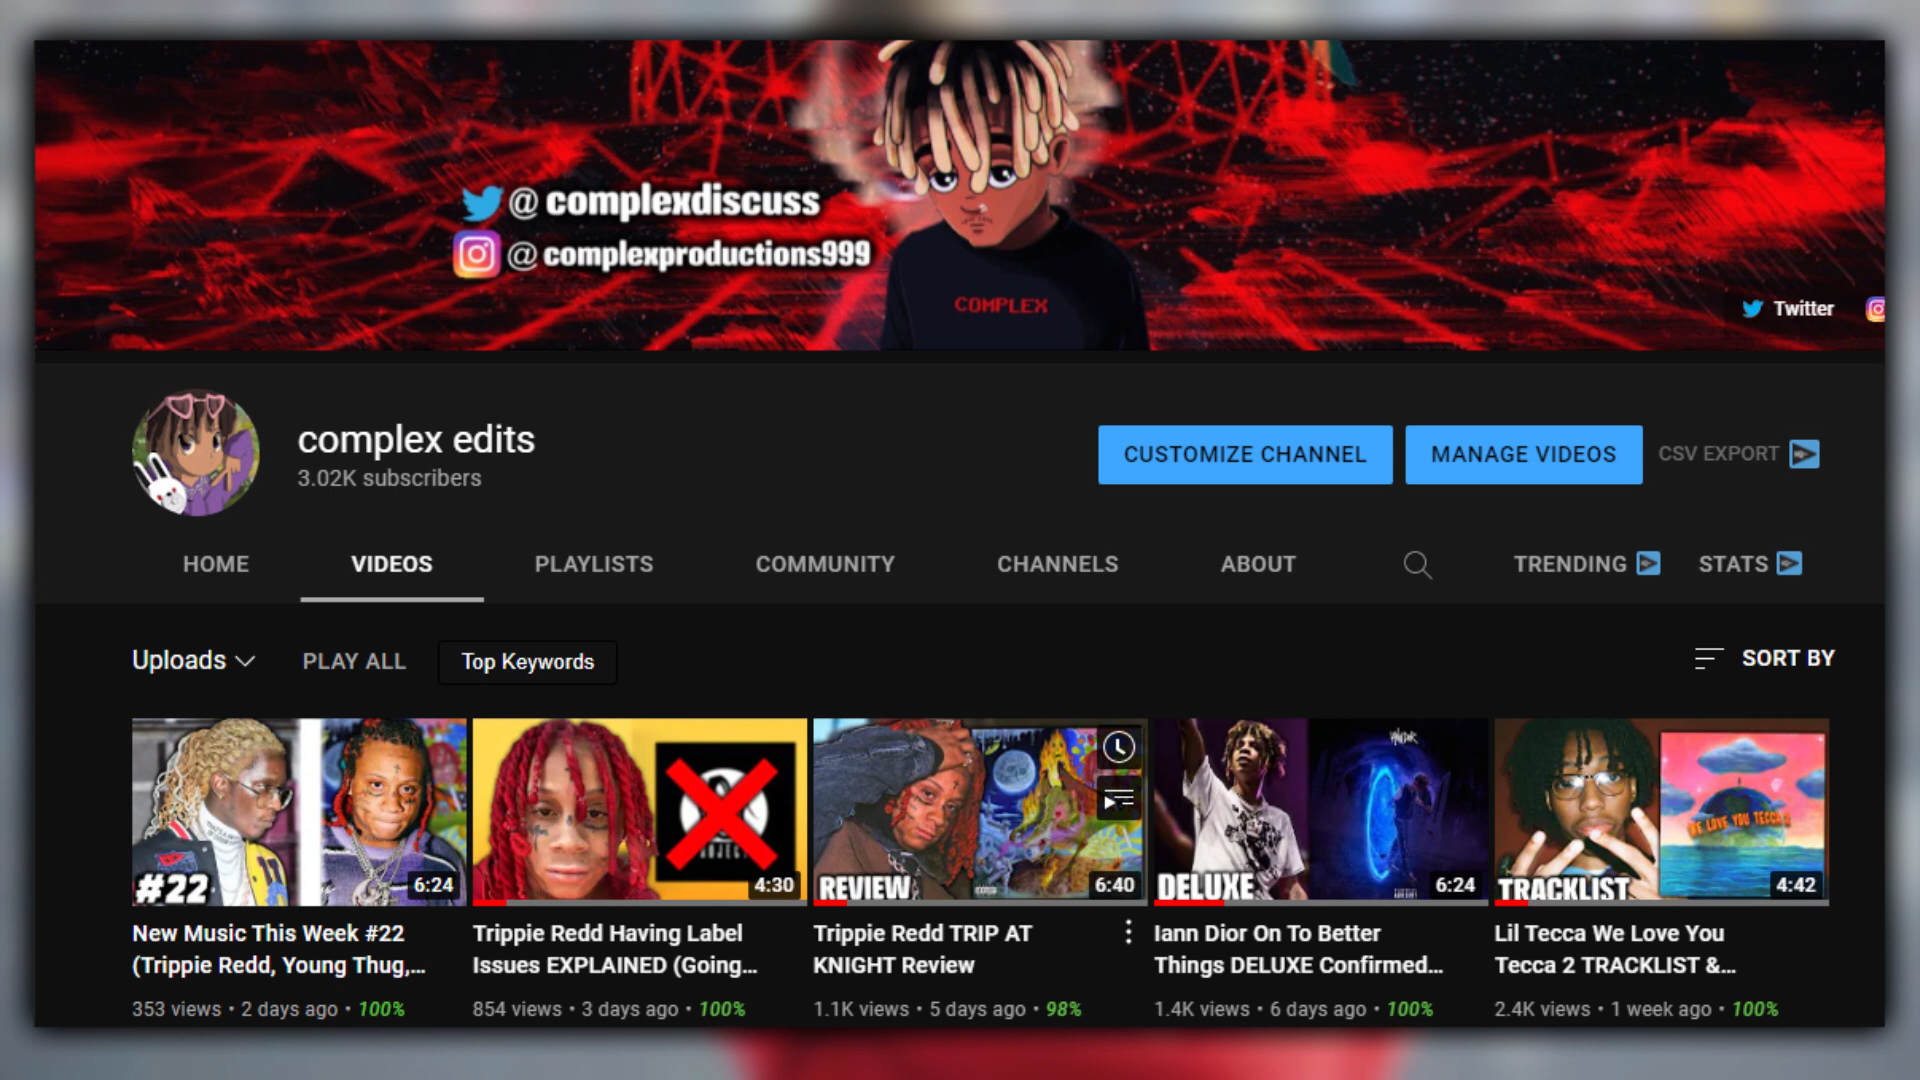 @ complexdiscuss
@ complexproductions999
COMPLEX
Twitter
complex edits
3.02K subscribers
CUSTOMIZE CHANNEL
MANAGE VIDEOS
CSV EXPORT
HOME
VIDEOS
PLAYLISTS
COMMUNITY
CHANNELS
ABOUT
TRENDING
STATS
Uploads
PLAY ALL
Top Keywords
SORT BY
#22
6:24
4:30
REVIEW
6:40
DELUXE
6:24
TRACKLIST
WE LOVE YOU TECCA 2
4:42
New Music This Week #22
(Trippie Redd, Young Thug,...
353 views • 2 days ago • 100%
Trippie Redd Having Label
Issues EXPLAINED (Going...
854 views • 3 days ago • 100%
Trippie Redd TRIP AT
KNIGHT Review
1.1K views • 5 days ago • 98%
Iann Dior On To Better
Things DELUXE Confirmed...
1.4K views • 6 days ago • 100%
Lil Tecca We Love You
Tecca 2 TRACKLIST &...
2.4K views • 1 week ago • 100%